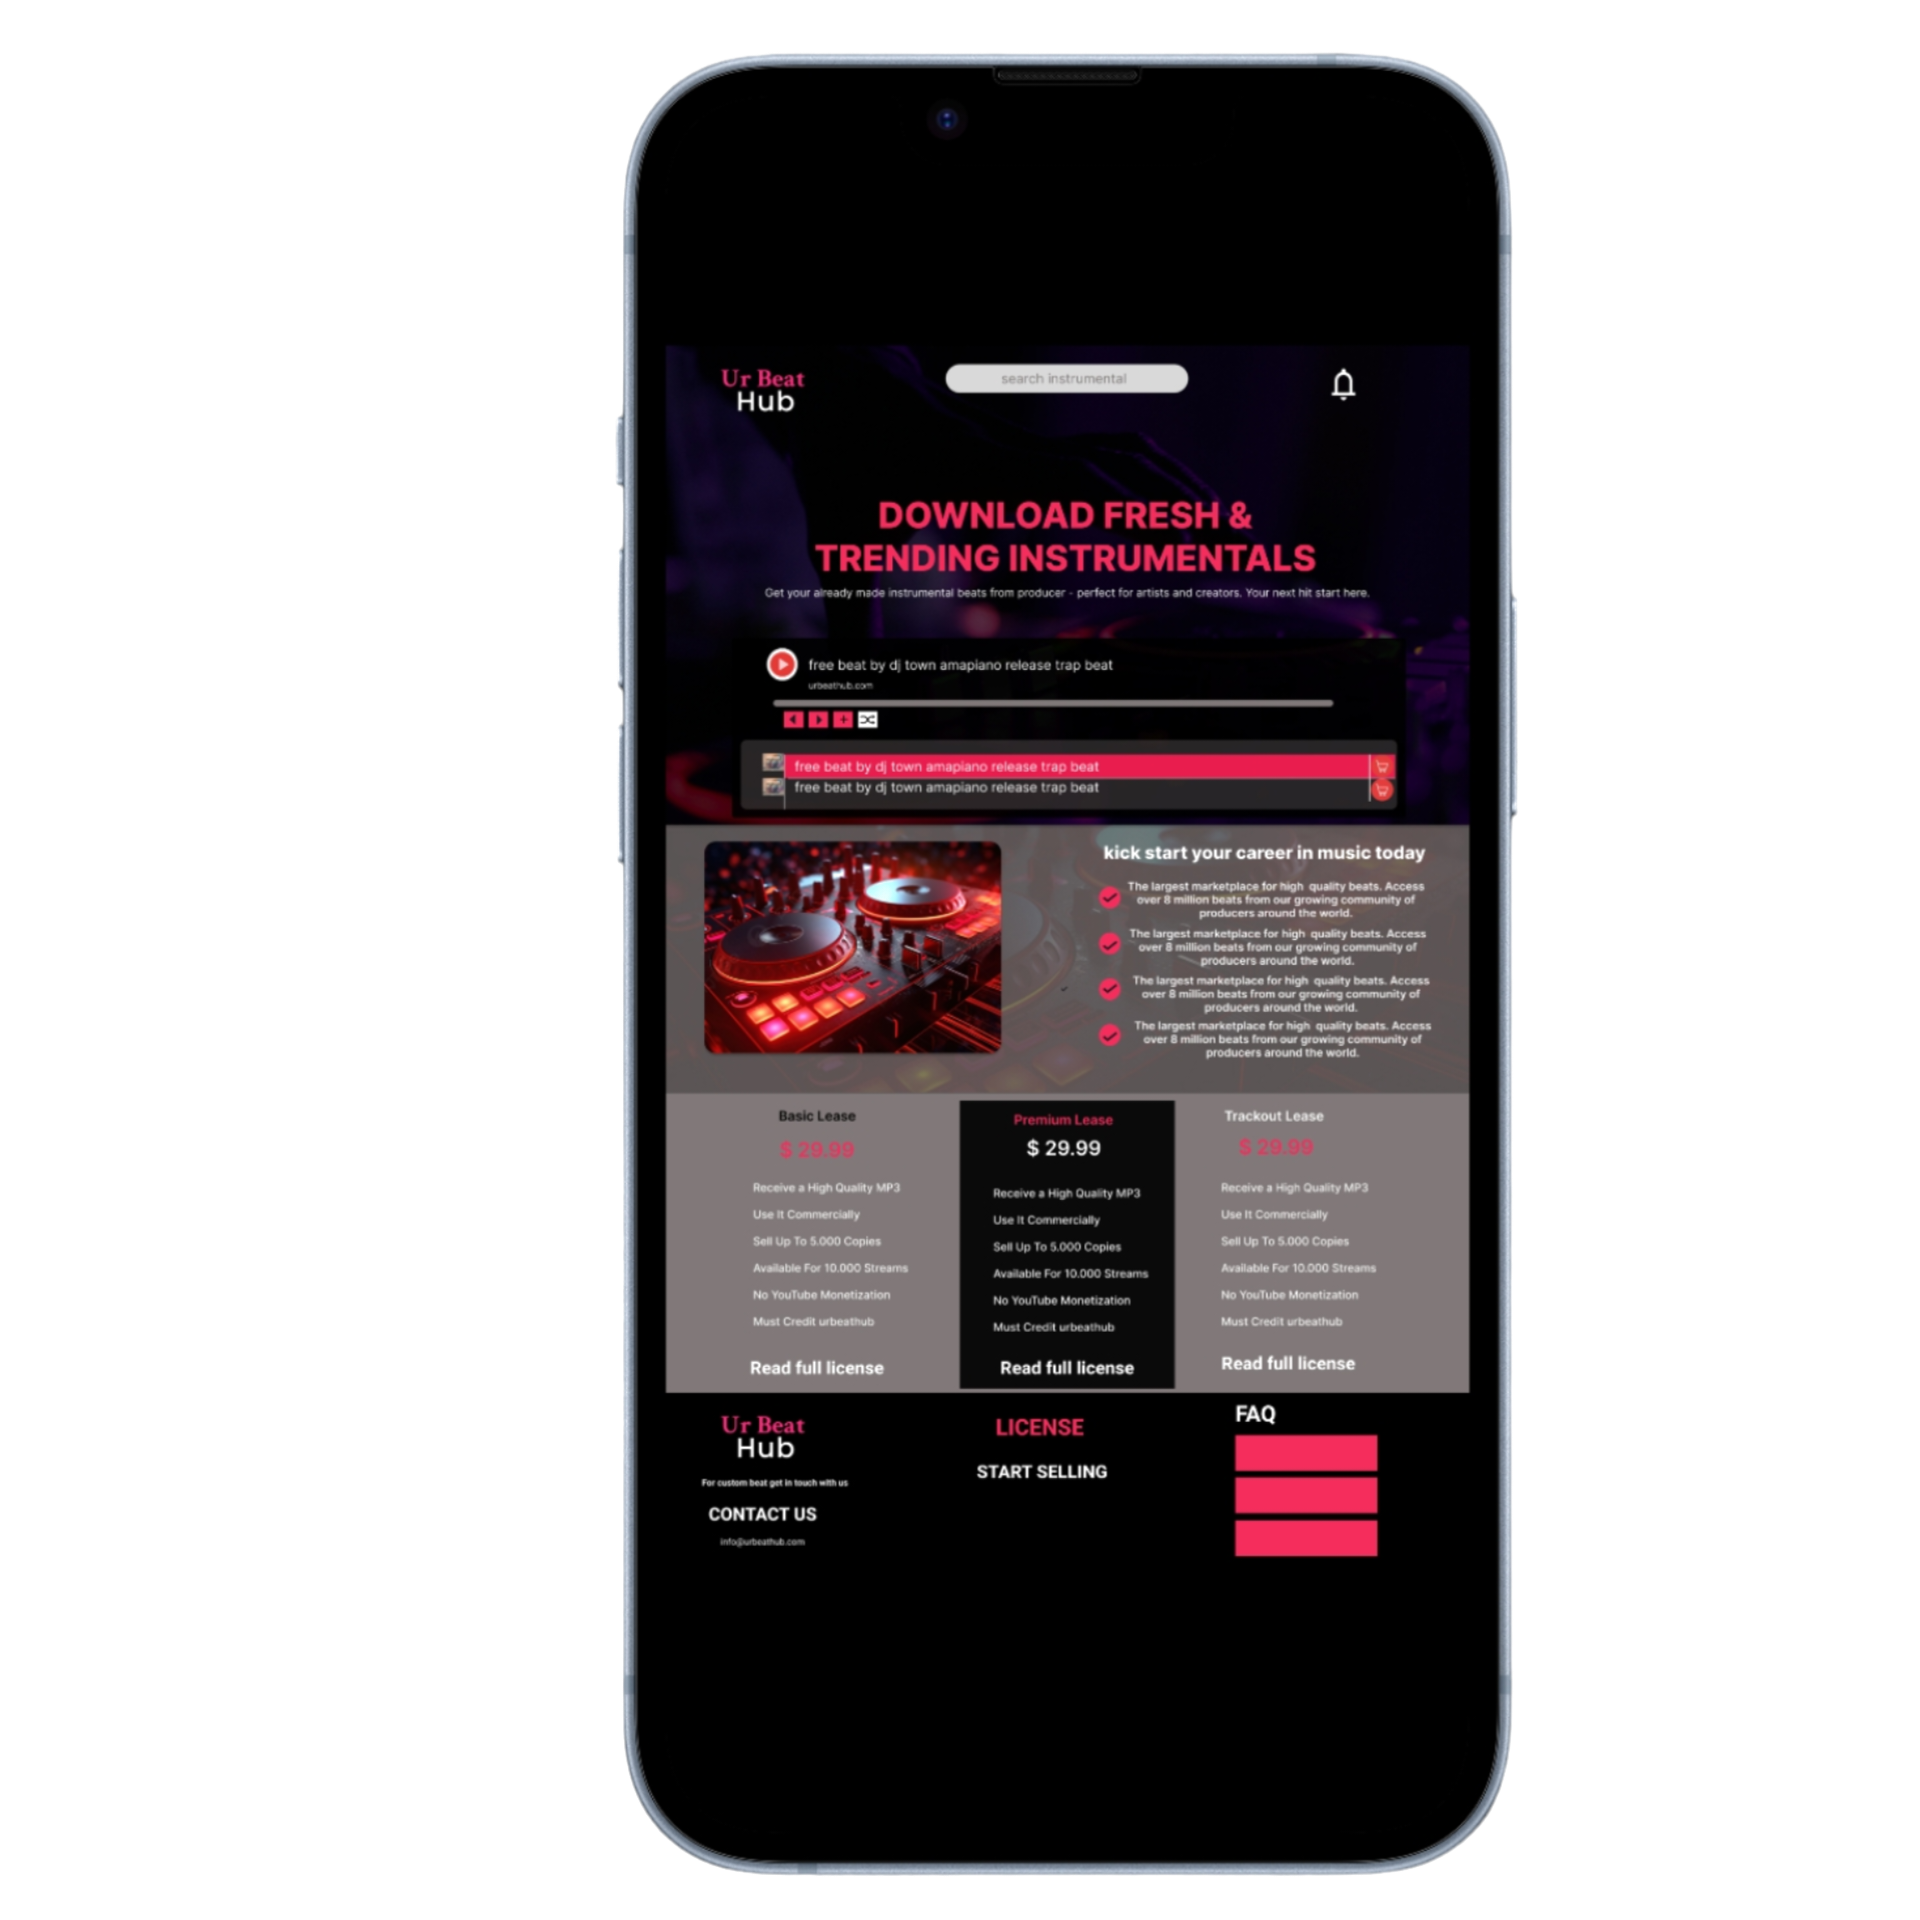 Ur Beat
Hub
search instrumental
DOWNLOAD FRESH &
TRENDING INSTRUMENTALS
Get your already made instrumental beats from producer - perfect for artists and creators. Your next hit start here.
free beat by dj town amapiano release trap beat
urbeathub.com
free beat by dj town amapiano release trap beat
free beat by dj town amapiano release trap beat
kick start your career in music today
The largest marketplace for high quality beats. Access
over 8 million beats from our growing community of
producers around the world.
The largest marketplace for high quality beats. Access
over 8 million beats from our growing community of
producers around the world.
The largest marketplace for high quality beats. Access
over 8 million beats from our growing community of
producers around the world.
The largest marketplace for high quality beats. Access
over 8 million beats from our growing community of
producers around the world.
Basic Lease
$ 29.99
Receive a High Quality MP3
Use It Commercially
Sell Up To 5.000 Copies
Available For 10.000 Streams
No YouTube Monetization
Must Credit urbeathub
Read full license
Premium Lease
$ 29.99
Receive a High Quality MP3
Use It Commercially
Sell Up To 5.000 Copies
Available For 10.000 Streams
No YouTube Monetization
Must Credit urbeathub
Read full license
Trackout Lease
$ 29.99
Receive a High Quality MP3
Use It Commercially
Sell Up To 5.000 Copies
Available For 10.000 Streams
No YouTube Monetization
Must Credit urbeathub
Read full license
Ur Beat
Hub
For custom beat get in touch with us
CONTACT US
info@urbeathub.com
LICENSE
START SELLING
FAQ